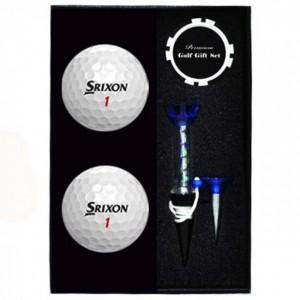 SRIXON
1
Premium
Golf Gift Set
SRIXON
1